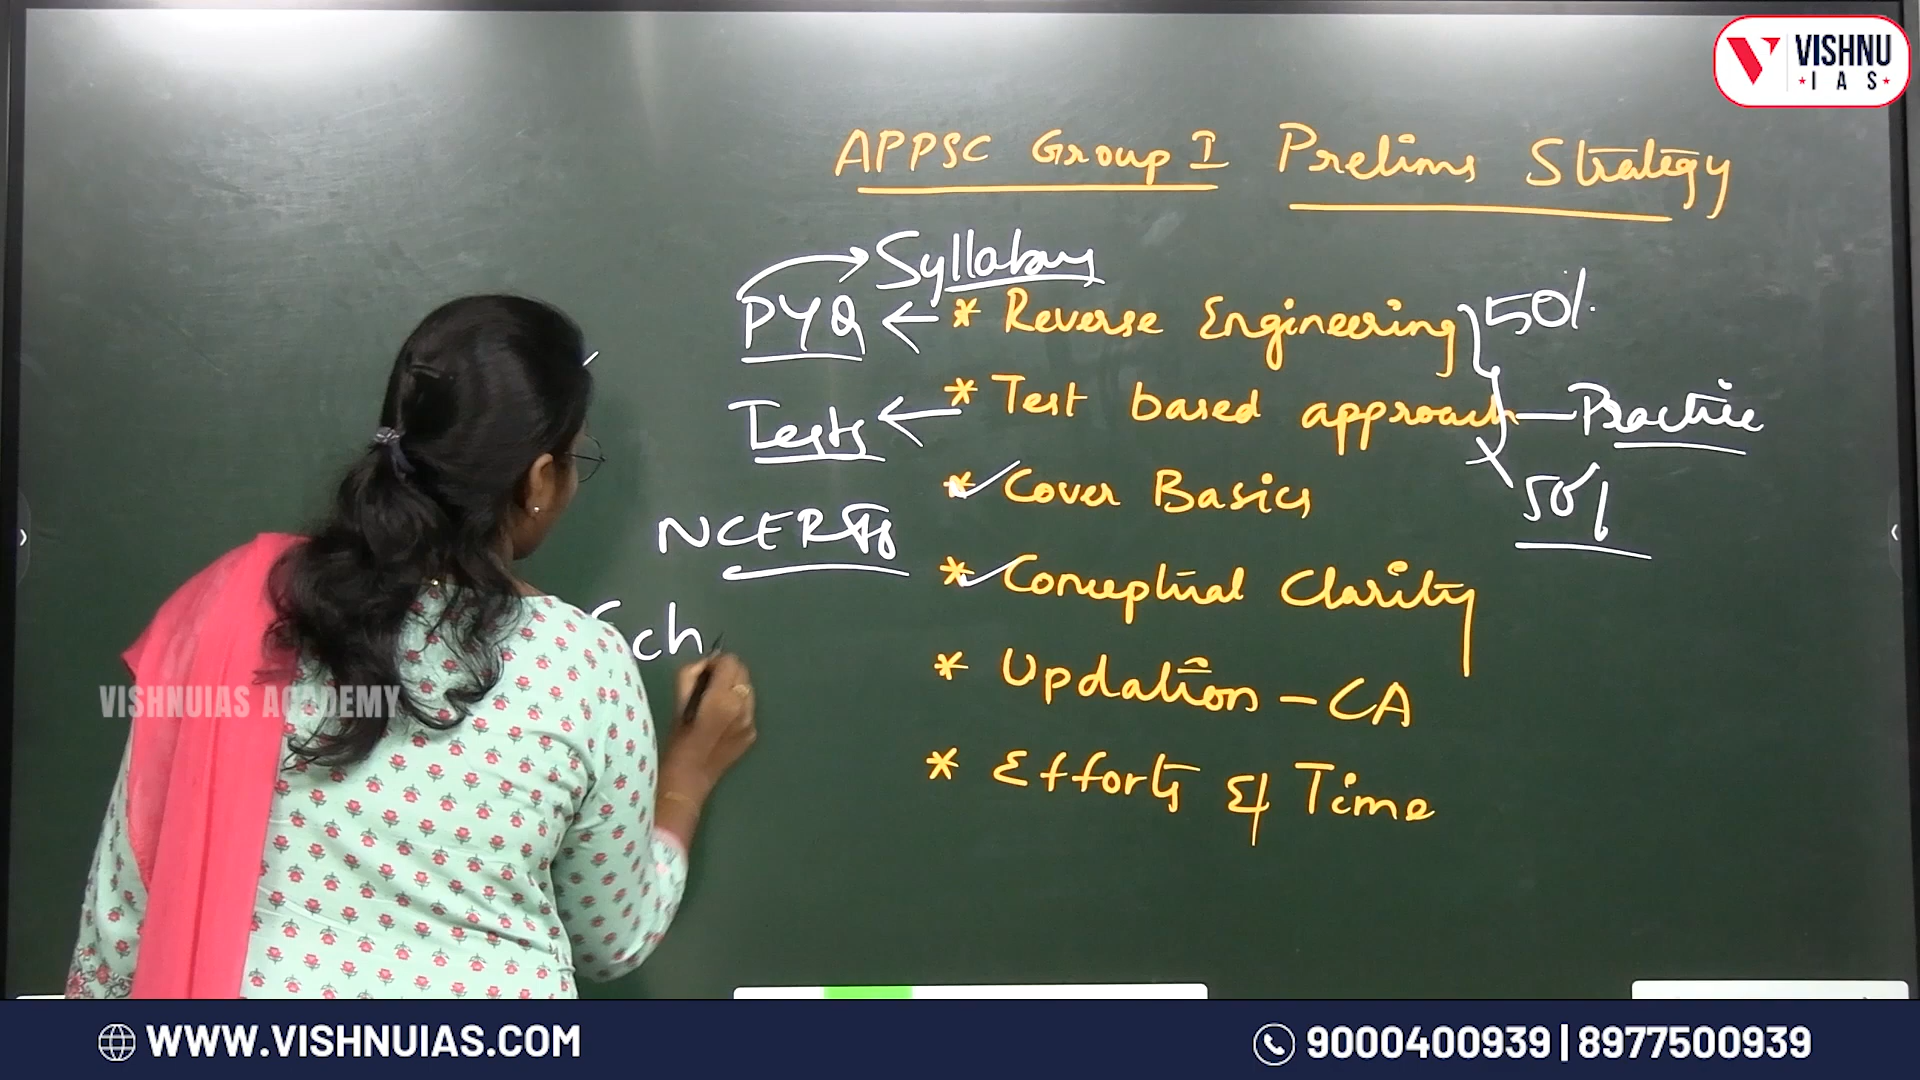 VISHNU
IAS
APPSC Group I Prelims Strategy
Syllabus
PYQ ← * Reverse Engineering 50%
Tests ← * Test based approach — Practice
* Cover Basics 50%
NCERTs
* Conceptual Clarity
Sch
* Updation - CA
VISHNUIAS ACADEMY
* Efforts & Time
WWW.VISHNUIAS.COM
9000400939 | 8977500939